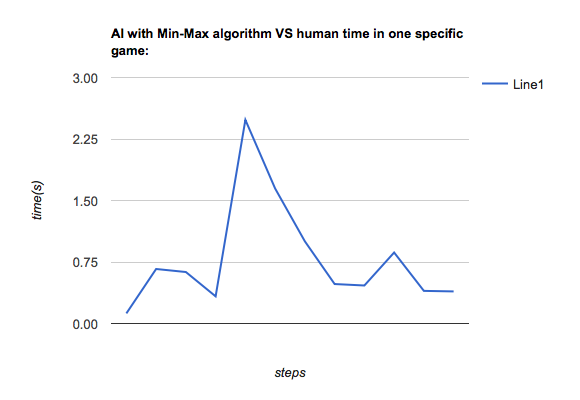 AI with Min-Max algorithm VS human time in one specific
game:
3.00
Line1
2.25
1.50
0.75
0.00
time(s)
steps